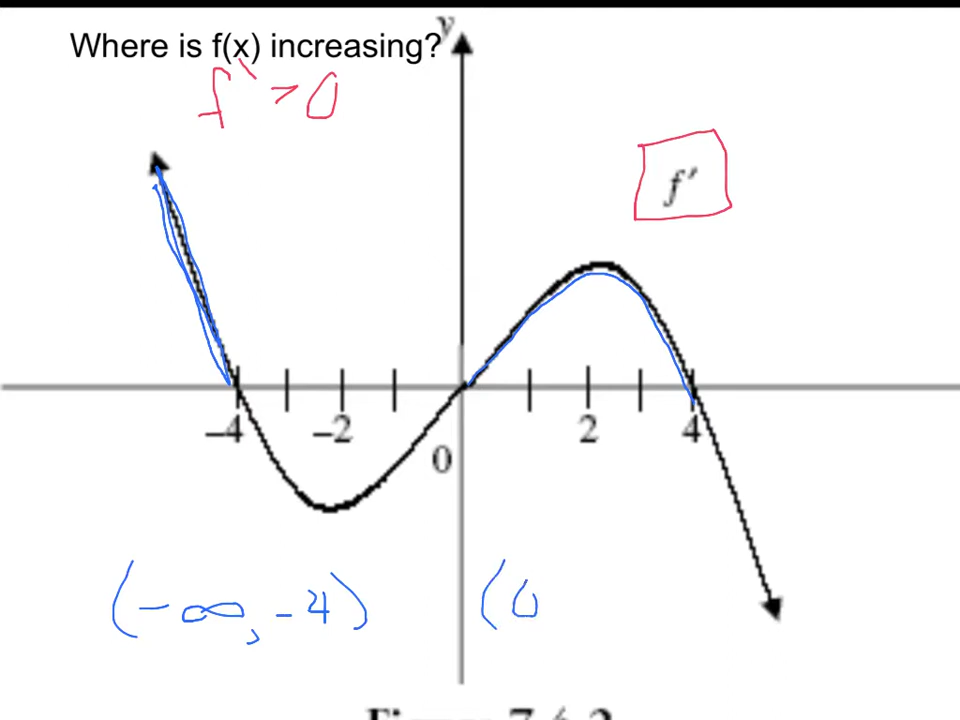 Where is f(x) increasing?
y
f' > 0
f'
-4 -2 0 2 4
(-∞, -4) (0